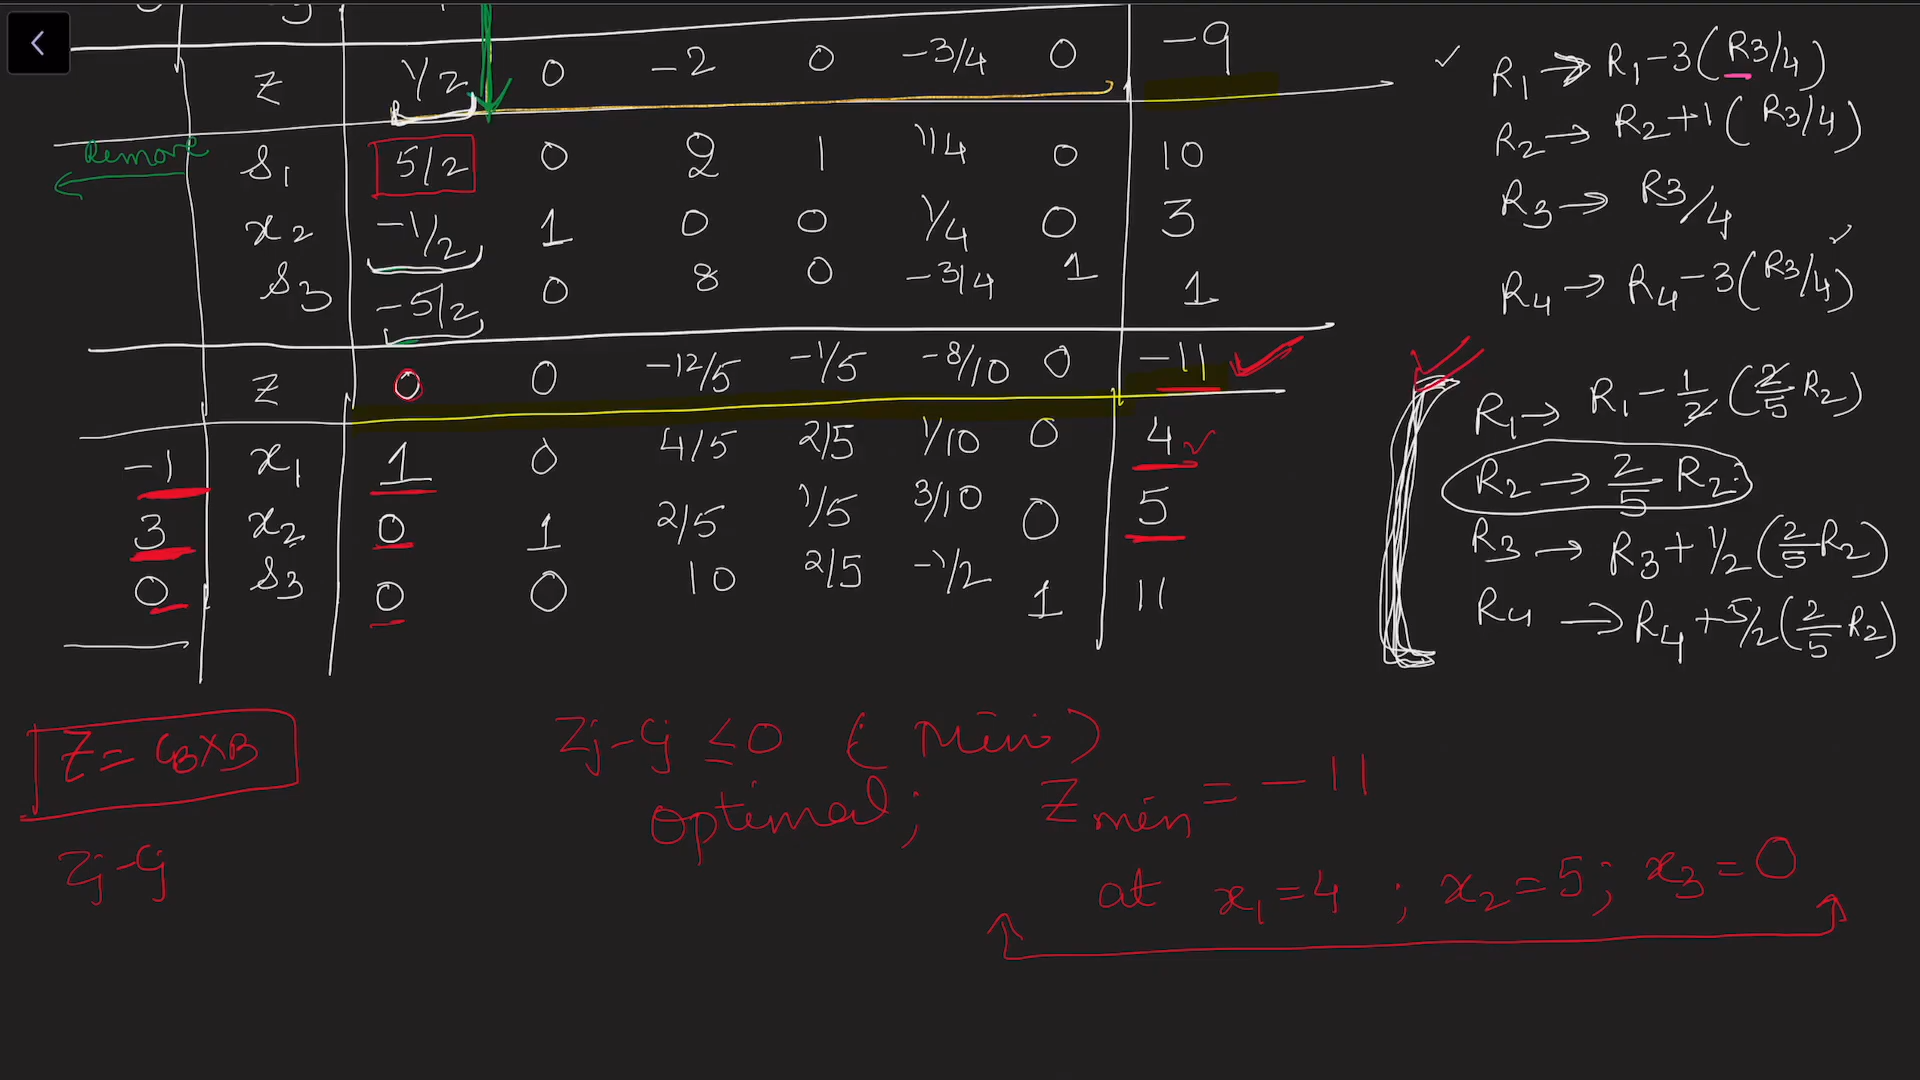 z 1/2 0 -2 0 -3/4 0 -9
Remove S1 5/2 0 2 1 1/4 0 10
x2 -1/2 1 0 0 1/4 0 3
S3 -5/2 0 8 0 -3/4 1 1
z 0 0 -12/5 -1/5 -8/10 0 -11
-1 x1 1 0 4/5 2/5 1/10 0 4
3 x2 0 1 2/5 1/5 3/10 0 5
0 S3 0 0 10 2/5 -1/2 1 11
R1 → R1-3(R3/4)
R2 → R2+1(R3/4)
R3 → R3/4
R4 → R4-3(R3/4)
R1 → R1-1/2(2/5 R2)
R2 → 2/5 R2
R3 → R3+1/2(2/5 R2)
R4 → R4+5/2(2/5 R2)
Z = CBXB
Zj-Cj
Zj-Cj ≤0 (Mini)
optimal; Zmin = -11
at x1=4 ; x2=5; x3=0